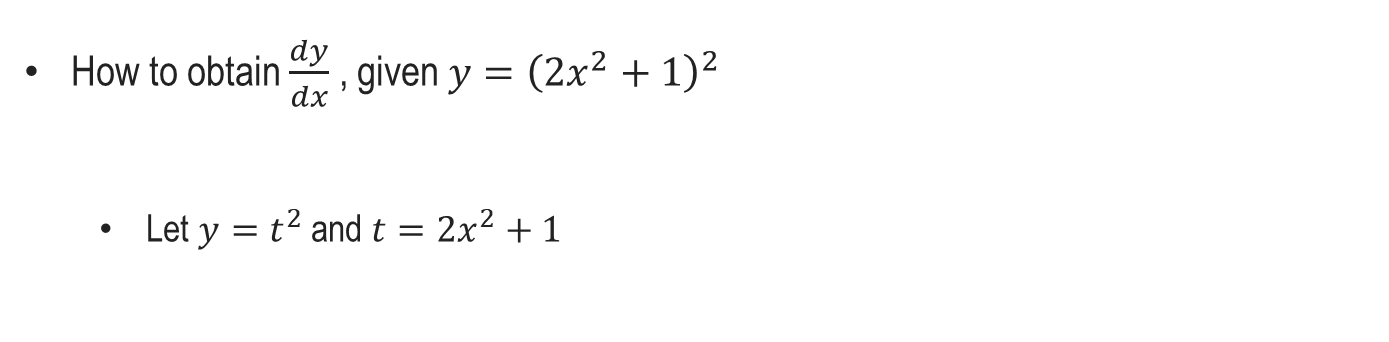 • How to obtain dy/dx , given y = (2x² + 1)²
• Let y = t² and t = 2x² + 1